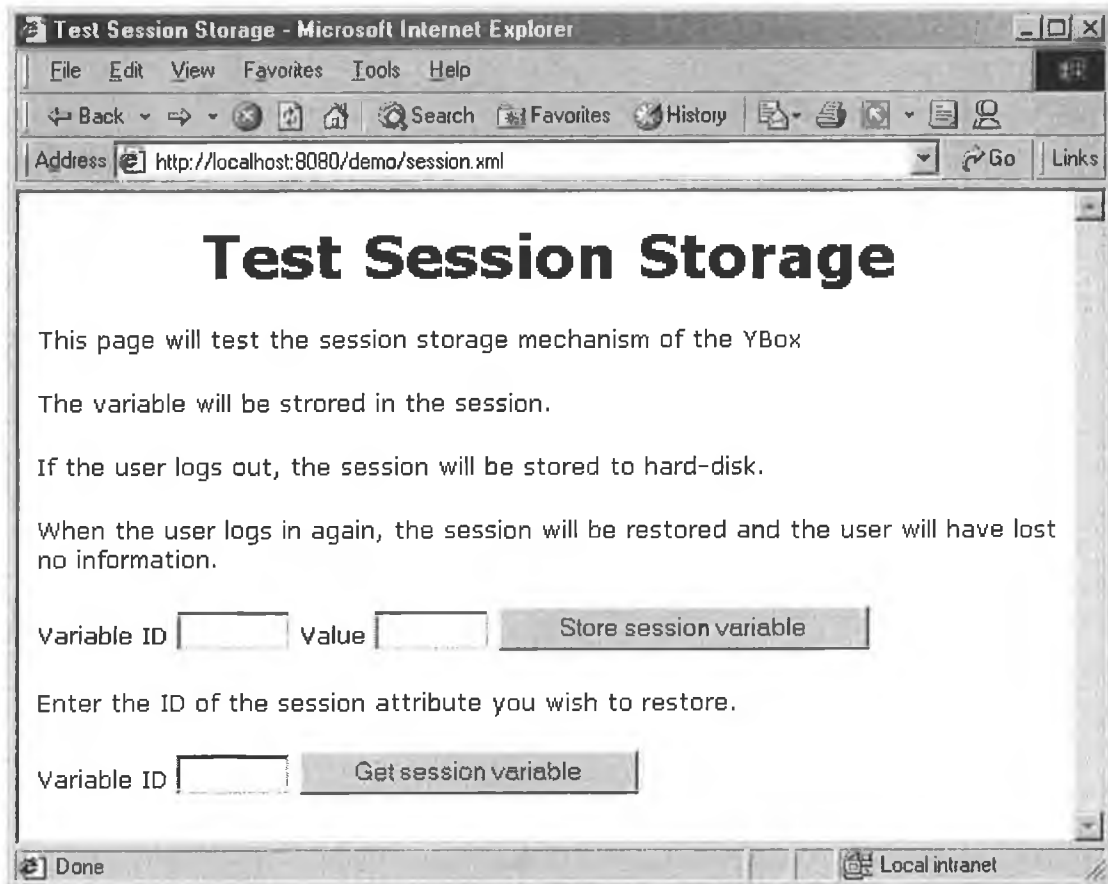 Test Session Storage - Microsoft Internet Explorer
File Edit View Favorites Tools Help
Back Search Favorites History
Address http://localhost:8080/demo/session.xml Go Links
Test Session Storage
This page will test the session storage mechanism of the YBox
The variable will be strored in the session.
If the user logs out, the session will be stored to hard-disk.
When the user logs in again, the session will be restored and the user will have lost
no information.
Variable ID Value Store session variable
Enter the ID of the session attribute you wish to restore.
Variable ID Get session variable
Done Local intranet